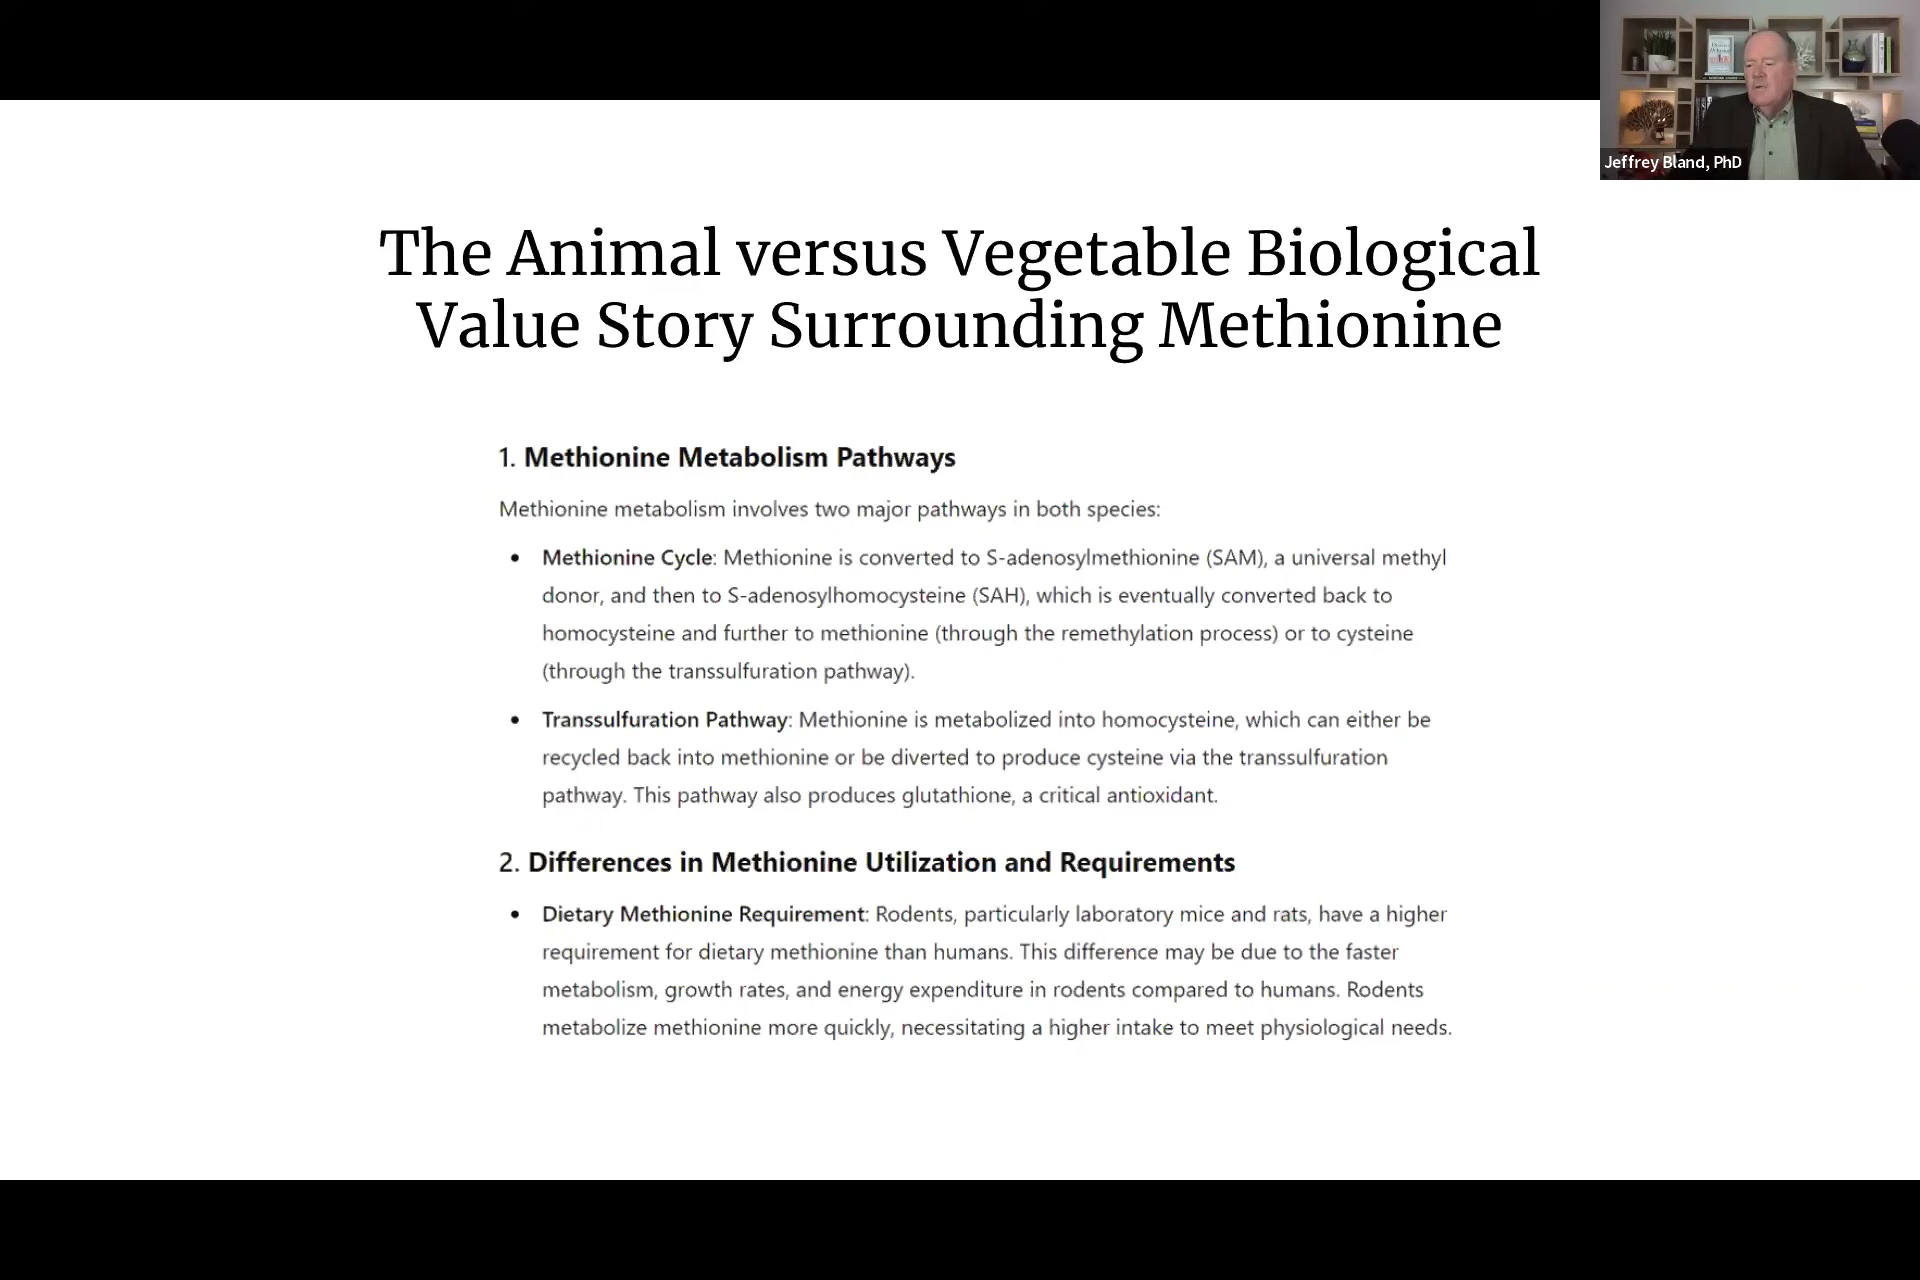 Jeffrey Bland, PhD
The Animal versus Vegetable Biological
Value Story Surrounding Methionine
1. Methionine Metabolism Pathways
Methionine metabolism involves two major pathways in both species:
• Methionine Cycle: Methionine is converted to S-adenosylmethionine (SAM), a universal methyl
donor, and then to S-adenosylhomocysteine (SAH), which is eventually converted back to
homocysteine and further to methionine (through the remethylation process) or to cysteine
(through the transsulfuration pathway).
• Transsulfuration Pathway: Methionine is metabolized into homocysteine, which can either be
recycled back into methionine or be diverted to produce cysteine via the transsulfuration
pathway. This pathway also produces glutathione, a critical antioxidant.
2. Differences in Methionine Utilization and Requirements
• Dietary Methionine Requirement: Rodents, particularly laboratory mice and rats, have a higher
requirement for dietary methionine than humans. This difference may be due to the faster
metabolism, growth rates, and energy expenditure in rodents compared to humans. Rodents
metabolize methionine more quickly, necessitating a higher intake to meet physiological needs.